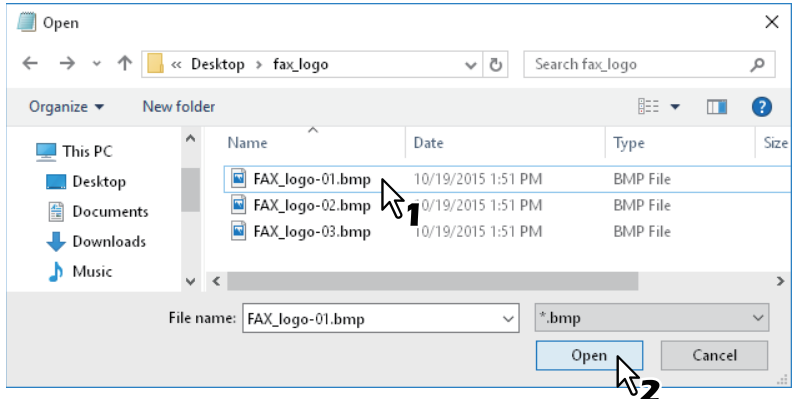 Open
« Desktop > fax_logo
Search fax_logo
Organize
New folder
This PC
Desktop
Documents
Downloads
Music
Name Date Type Size
FAX_logo-01.bmp 10/19/2015 1:51 PM BMP File
FAX_logo-02.bmp 10/19/2015 1:51 PM BMP File
FAX_logo-03.bmp 10/19/2015 1:51 PM BMP File
1
File name: FAX_logo-01.bmp *.bmp
Open Cancel
2